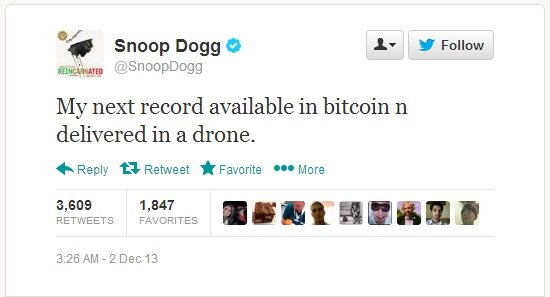 Snoop Dogg
@SnoopDogg
Follow
REINCARNATED
My next record available in bitcoin n
delivered in a drone.
Reply Retweet Favorite More
3,609 1,847
RETWEETS FAVORITES
3:26 AM - 2 Dec 13